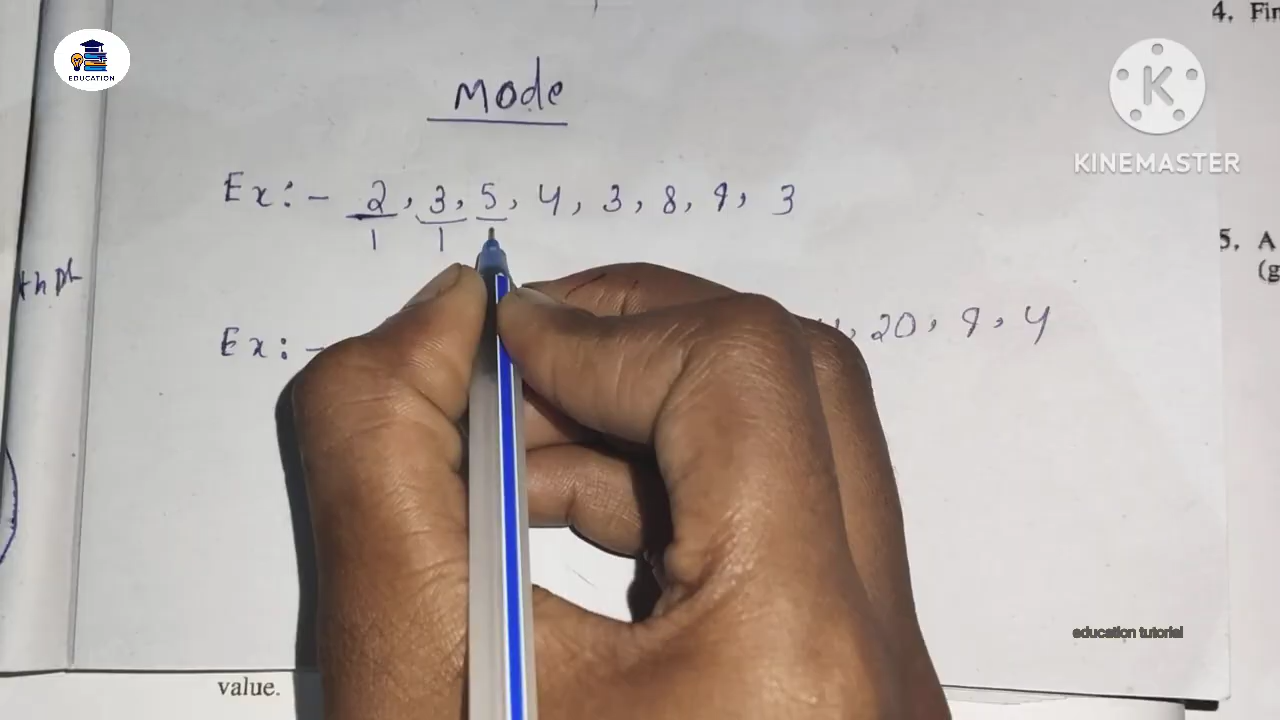 EDUCATION
4. Fin
KINEMASTER
Mode
Ex:- 2, 3, 5, 4, 3, 8, 9, 3
1 1
5. A
(g
Ex:- 20, 9, 4
education tutorial
value.